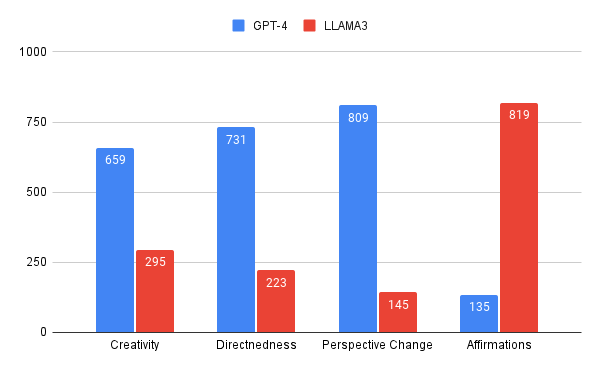 GPT-4 LLAMA3
1000
750
500
250
0
659 295 731 223 809 145 135 819
Creativity Directnedness Perspective Change Affirmations